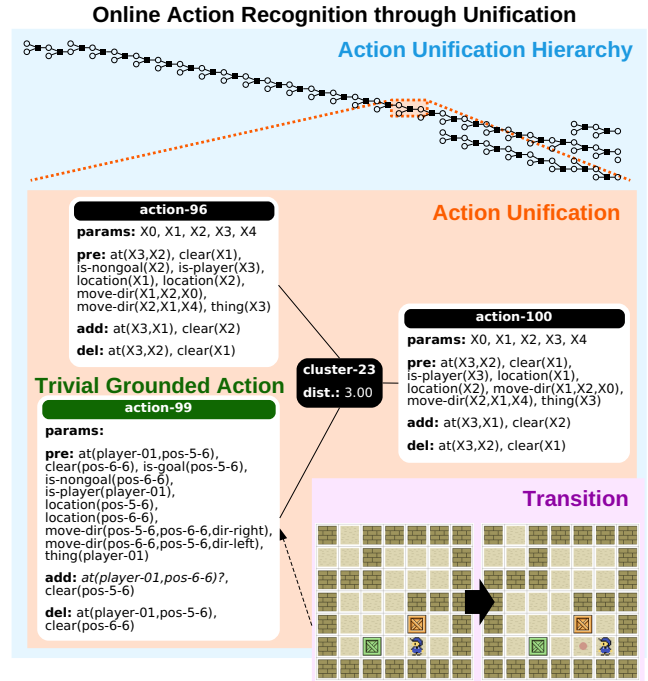 Online Action Recognition through Unification
Action Unification Hierarchy
Action Unification
action-96
params: X0, X1, X2, X3, X4
pre: at(X3,X2), clear(X1),
is-nongoal(X2), is-player(X3),
location(X1), location(X2),
move-dir(X1,X2,X0),
move-dir(X2,X1,X4), thing(X3)
add: at(X3,X1), clear(X2)
del: at(X3,X2), clear(X1)
action-100
params: X0, X1, X2, X3, X4
pre: at(X3,X2), clear(X1),
is-player(X3), location(X1),
location(X2), move-dir(X1,X2,X0),
move-dir(X2,X1,X4), thing(X3)
add: at(X3,X1), clear(X2)
del: at(X3,X2), clear(X1)
cluster-23
dist.: 3.00
Trivial Grounded Action
action-99
params:
pre: at(player-01,pos-5-6),
clear(pos-6-6), is-goal(pos-5-6),
is-nongoal(pos-6-6),
is-player(player-01),
location(pos-5-6),
location(pos-6-6),
move-dir(pos-5-6,pos-6-6,dir-right),
move-dir(pos-6-6,pos-5-6,dir-left),
thing(player-01)
add: at(player-01,pos-6-6)?,
clear(pos-5-6)
del: at(player-01,pos-5-6),
clear(pos-6-6)
Transition